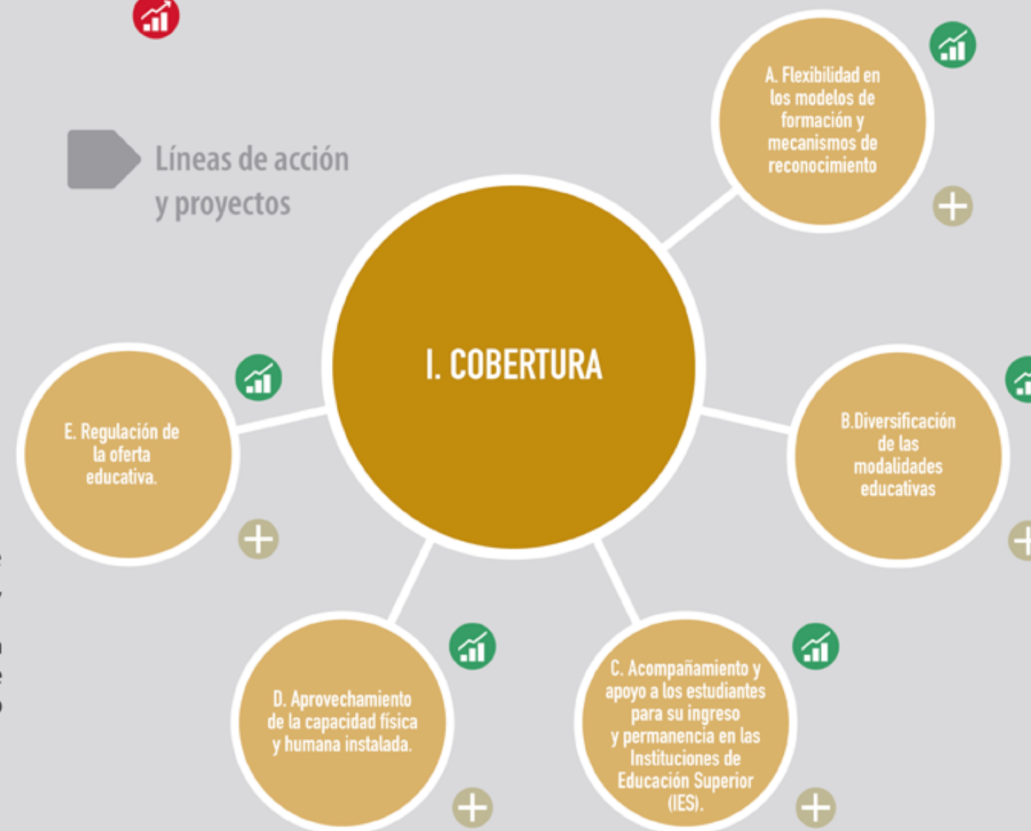 Líneas de acción
y proyectos
I. COBERTURA
A. Flexibilidad en
los modelos de
formación y
mecanismos de
reconocimiento
B.Diversificación
de las
modalidades
educativas
C. Acompañamiento y
apoyo a los estudiantes
para su ingreso
y permanencia en las
Instituciones de
Educación Superior
(IES).
D. Aprovechamiento
de la capacidad física
y humana instalada.
E. Regulación de
la oferta
educativa.